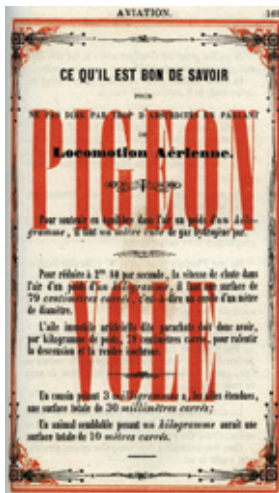 AVIATION.
CE QU'IL EST BON DE SAVOIR
POUR
NE PAS DIRE PAR TROP D'ABSURDITÉS EN PARLANT
DE
Locomotion Aérienne.
PIGEON
Pour soutenir en équilibre dans l'air un poids d'un kilo-
gramme, il faut un mètre cube de gaz hydrogène pur.
Pour réduire à 2m par seconde, la vitesse de chute dans
l'air d'un poids d'un kilogramme, il faut une surface de
79 centimètres carrés, c'est-à-dire un cercle d'un mètre
de diamètre.
L'aile immobile artificielle dite parachute doit donc avoir,
par kilogramme de poids, 79 centimètres carrés, pour ralentir
la descension et la rendre
VOLE
Un cousin pesant 3 milligrammes a, les ailes étendues,
une surface totale de 30 millimètres carrés;
Un animal semblable pesant un kilogramme aurait une
surface totale de 10 mètres carrés.